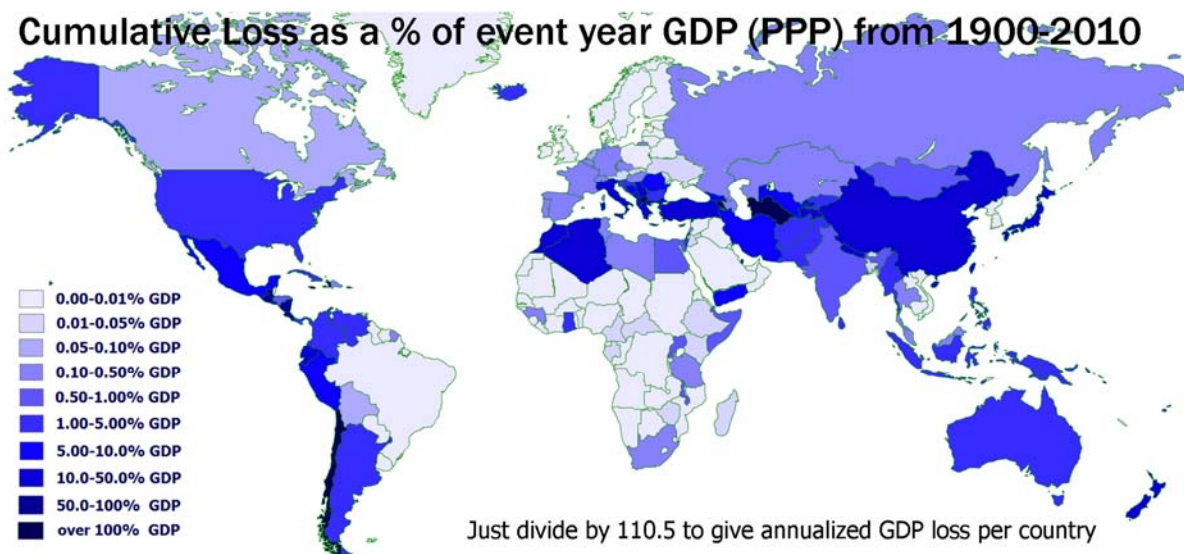 Cumulative Loss as a % of event year GDP (PPP) from 1900-2010
0.00-0.01% GDP
0.01-0.05% GDP
0.05-0.10% GDP
0.10-0.50% GDP
0.50-1.00% GDP
1.00-5.00% GDP
5.00-10.0% GDP
10.0-50.0% GDP
50.0-100% GDP
over 100% GDP
Just divide by 110.5 to give annualized GDP loss per country